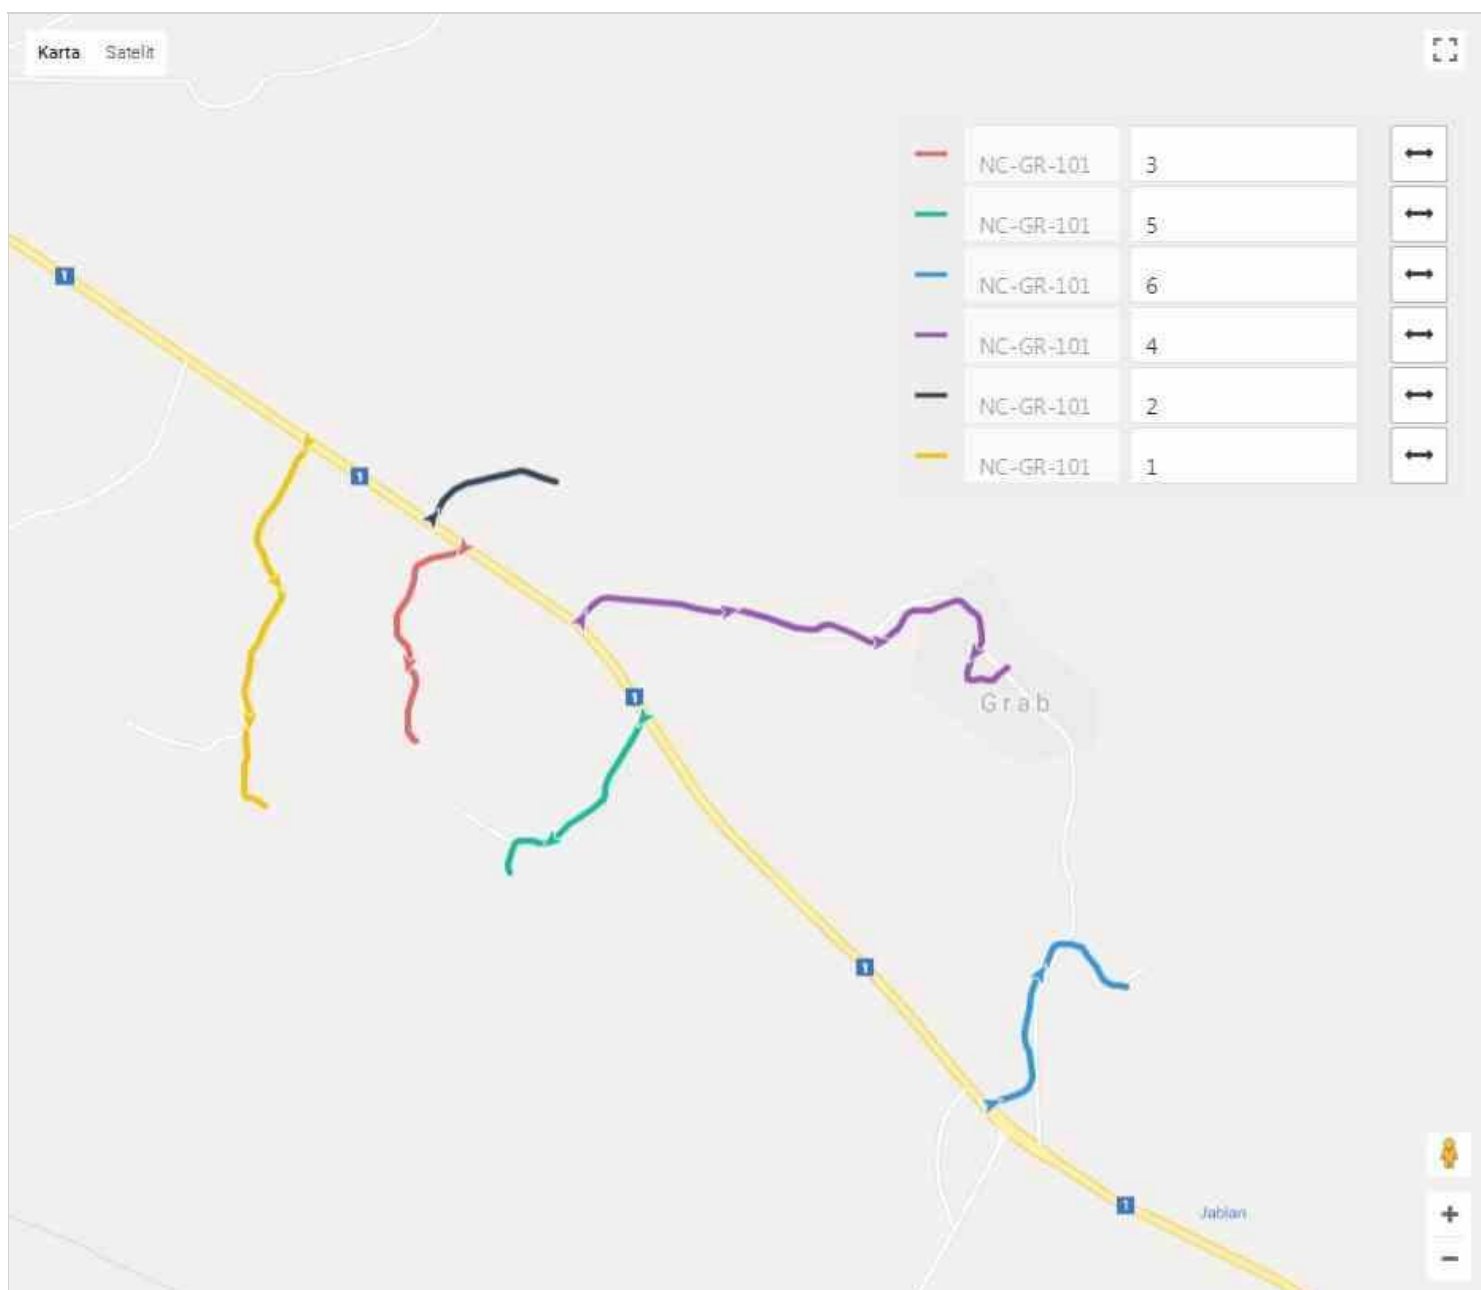 Karta Satelit
NC-GR-101 3
NC-GR-101 5
1
NC-GR-101 6
NC-GR-101 4
NC-GR-101 2
NC-GR-101 1
1
1
Grab
1
1
Jablan